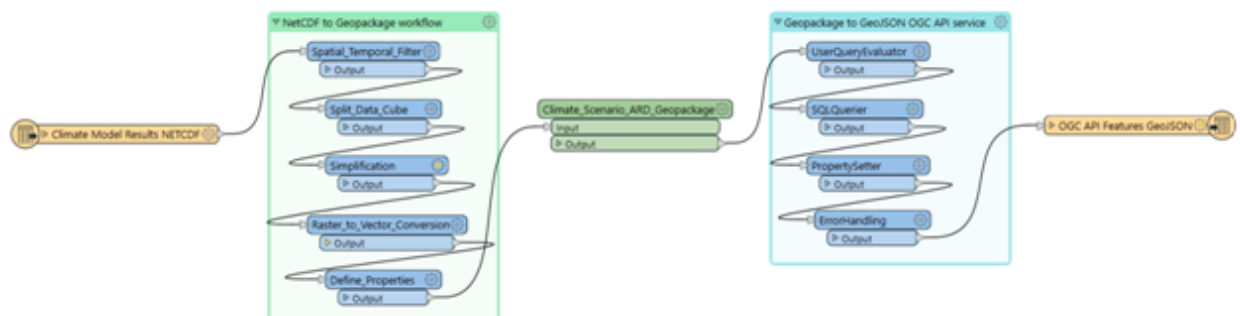 NetCDF to Geopackage workflow
Spatial_Temporal_Filter
Output
Split_Data_Cube
Output
Simplification
Output
Raster_to_Vector_Conversion
Output
Define_Properties
Output
Climate Model Results NETCDF
Climate_Scenario_ARD_Geopackage
Input
Output
Geopackage to GeoJSON OGC API service
UserQueryEvaluator
Output
SQLQuerier
Output
PropertySetter
Output
ErrorHandling
Output
OGC API Features GeoJSON